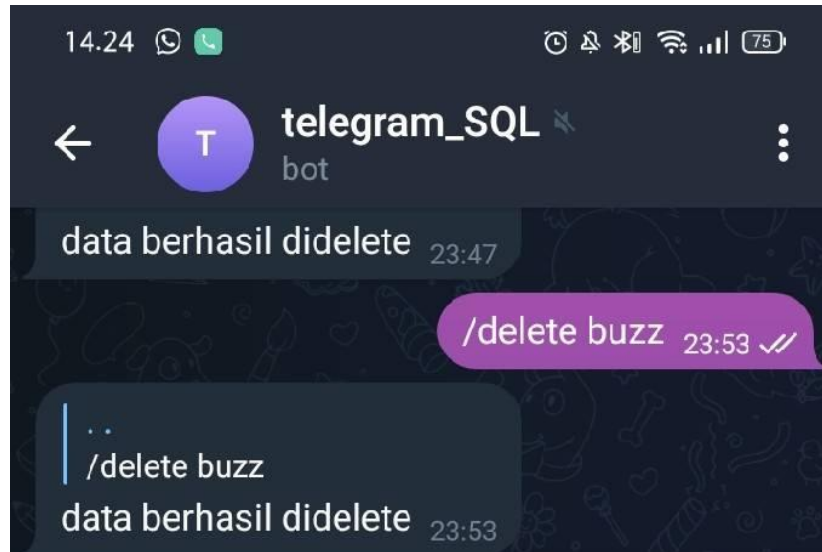 14.24 75
T telegram_SQL
bot
data berhasil didelete 23:47
/delete buzz 23:53
..
/delete buzz
data berhasil didelete 23:53